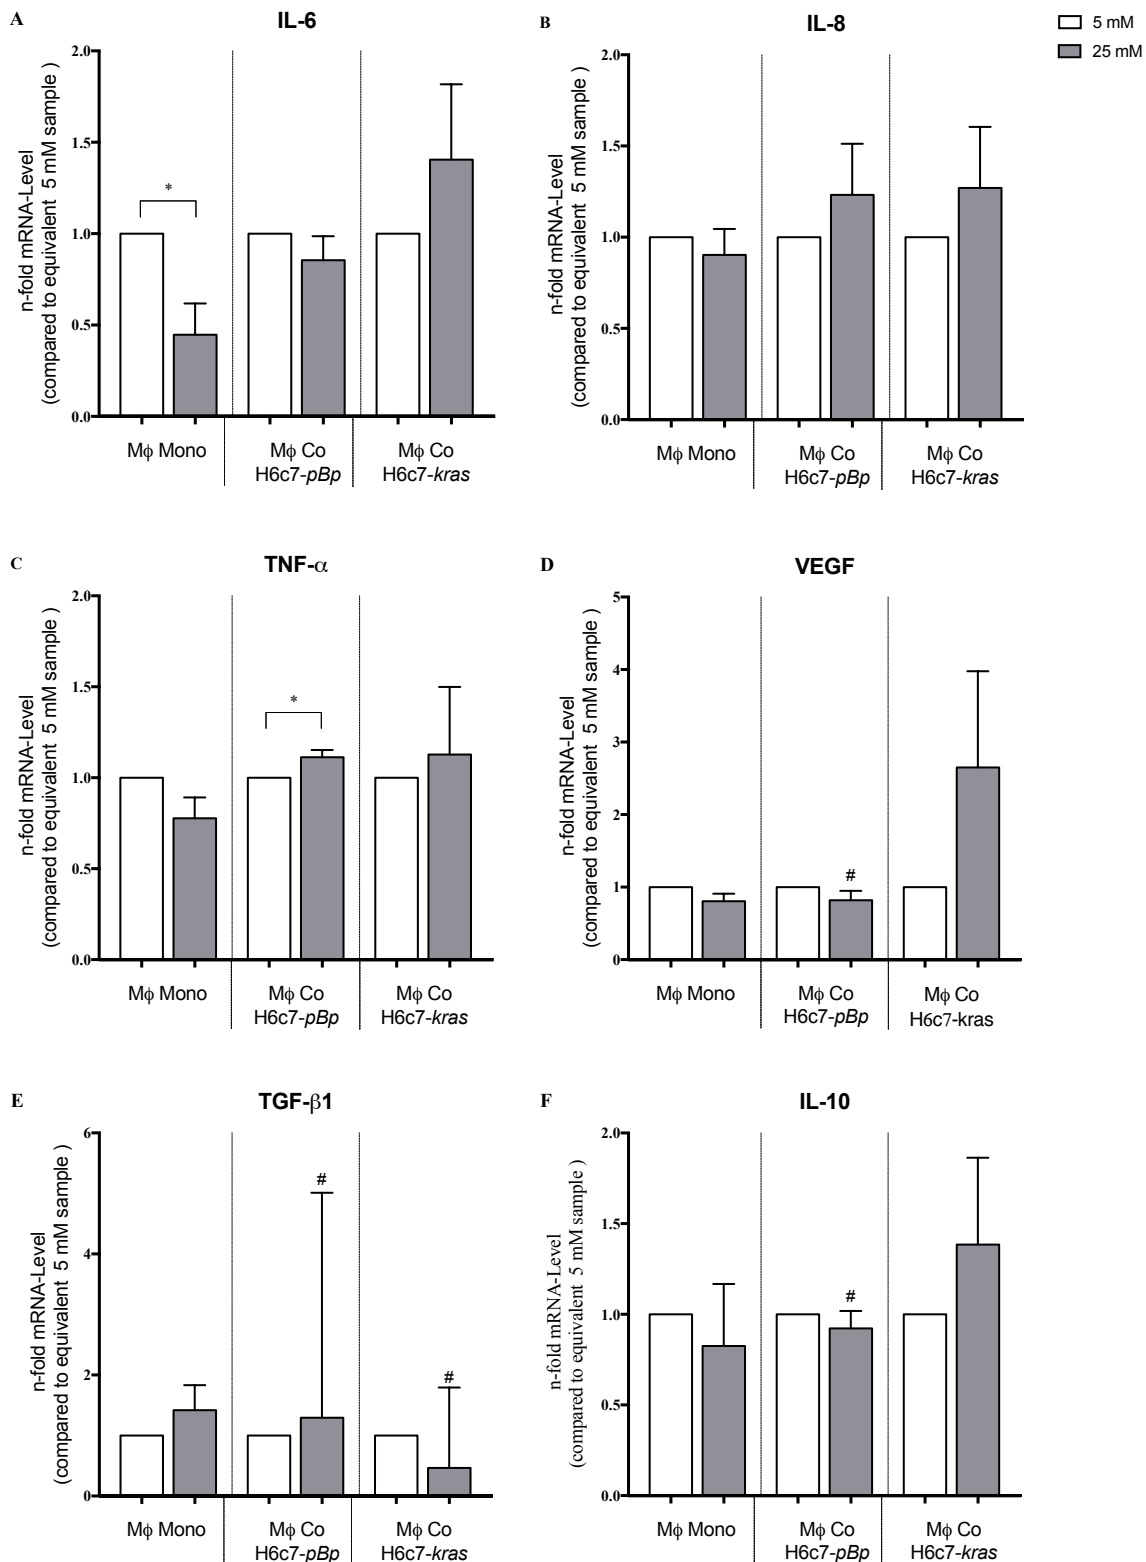 A
IL-6
n-fold mRNA-Level
(compared to equivalent 5 mM sample )
2.0
1.5
1.0
0.5
0.0
*
Mϕ Mono
Mϕ Co
H6c7-pBp
Mϕ Co
H6c7-kras
B
IL-8
n-fold mRNA-Level
(compared to equivalent 5 mM sample )
2.0
1.5
1.0
0.5
0.0
Mϕ Mono
Mϕ Co
H6c7-pBp
Mϕ Co
H6c7-kras
5 mM
25 mM
C
TNF-α
n-fold mRNA-Level
(compared to equivalent 5 mM sample )
2.0
1.5
1.0
0.5
0.0
*
Mϕ Mono
Mϕ Co
H6c7-pBp
Mϕ Co
H6c7-kras
D
VEGF
n-fold mRNA-Level
(compared to equivalent 5 mM sample )
5
4
3
2
1
0
#
Mϕ Mono
Mϕ Co
H6c7-pBp
Mϕ Co
H6c7-kras
E
TGF-β1
n-fold mRNA-Level
(compared to equivalent 5 mM sample )
6
4
2
0
#
#
Mϕ Mono
Mϕ Co
H6c7-pBp
Mϕ Co
H6c7-kras
F
IL-10
n-fold mRNA-Level
(compared to equivalent 5 mM sample )
2.0
1.5
1.0
0.5
0.0
#
Mϕ Mono
Mϕ Co
H6c7-pBp
Mϕ Co
H6c7-kras